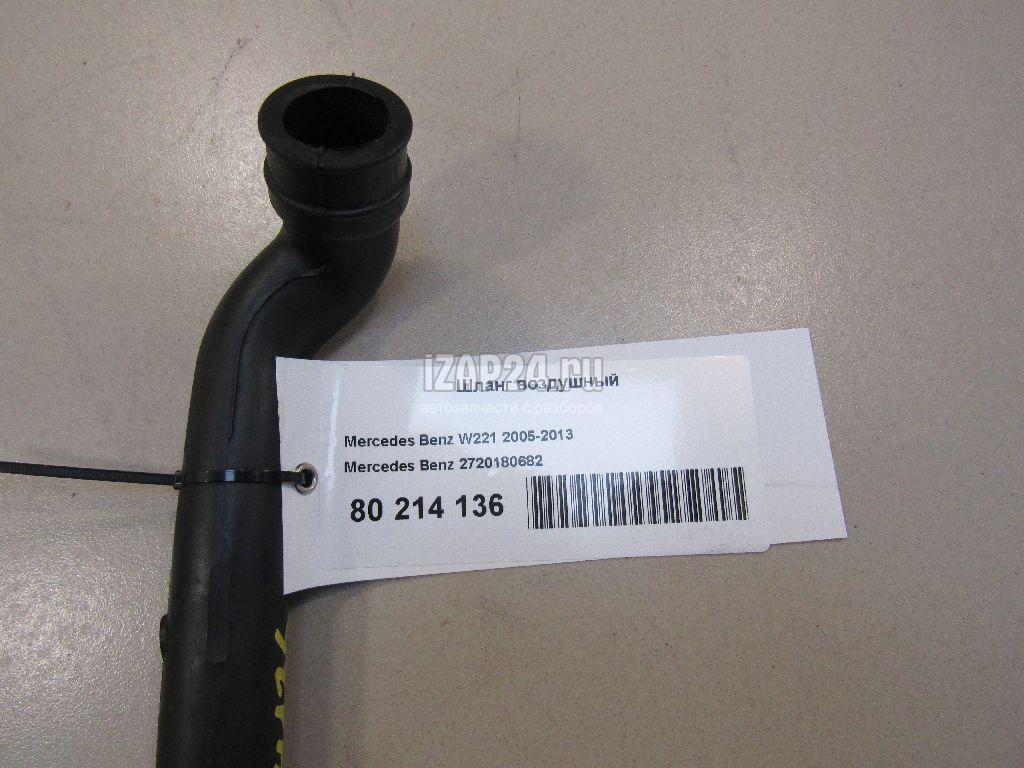 iZAP24.ru
Шланг воздушный
автозапчасти с разборов
Mercedes Benz W221 2005-2013
Mercedes Benz 2720180682
80 214 136